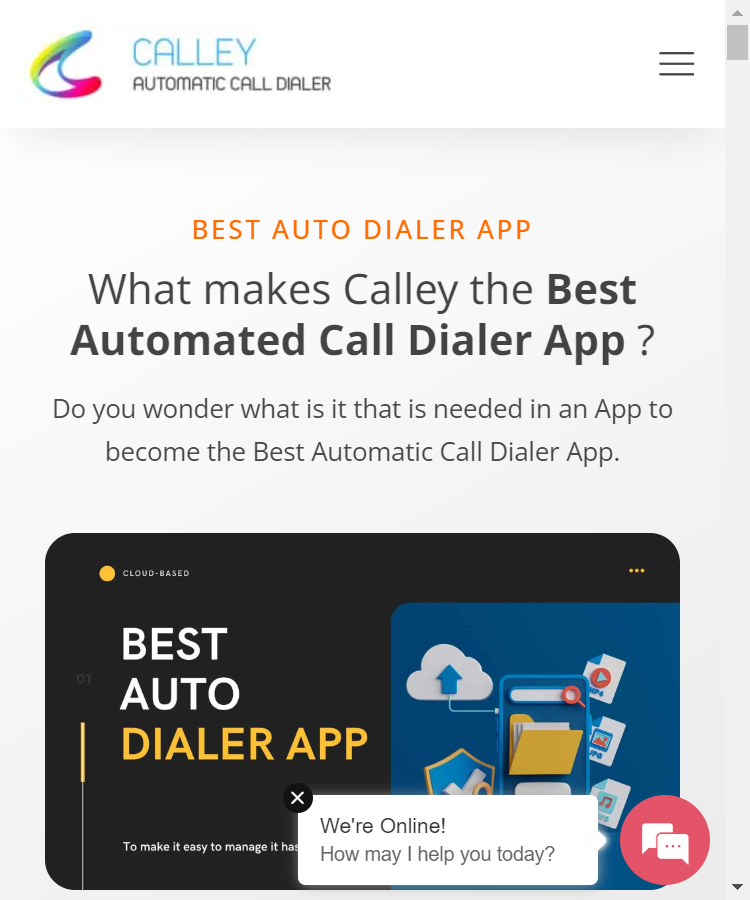 CALLEY
AUTOMATIC CALL DIALER
BEST AUTO DIALER APP
What makes Calley the Best
Automated Call Dialer App ?
Do you wonder what is it that is needed in an App to
become the Best Automatic Call Dialer App.
CLOUD-BASED
01
BEST
AUTO
DIALER APP
MP4
To make it easy to manage it has
We're Online!
How may I help you today?